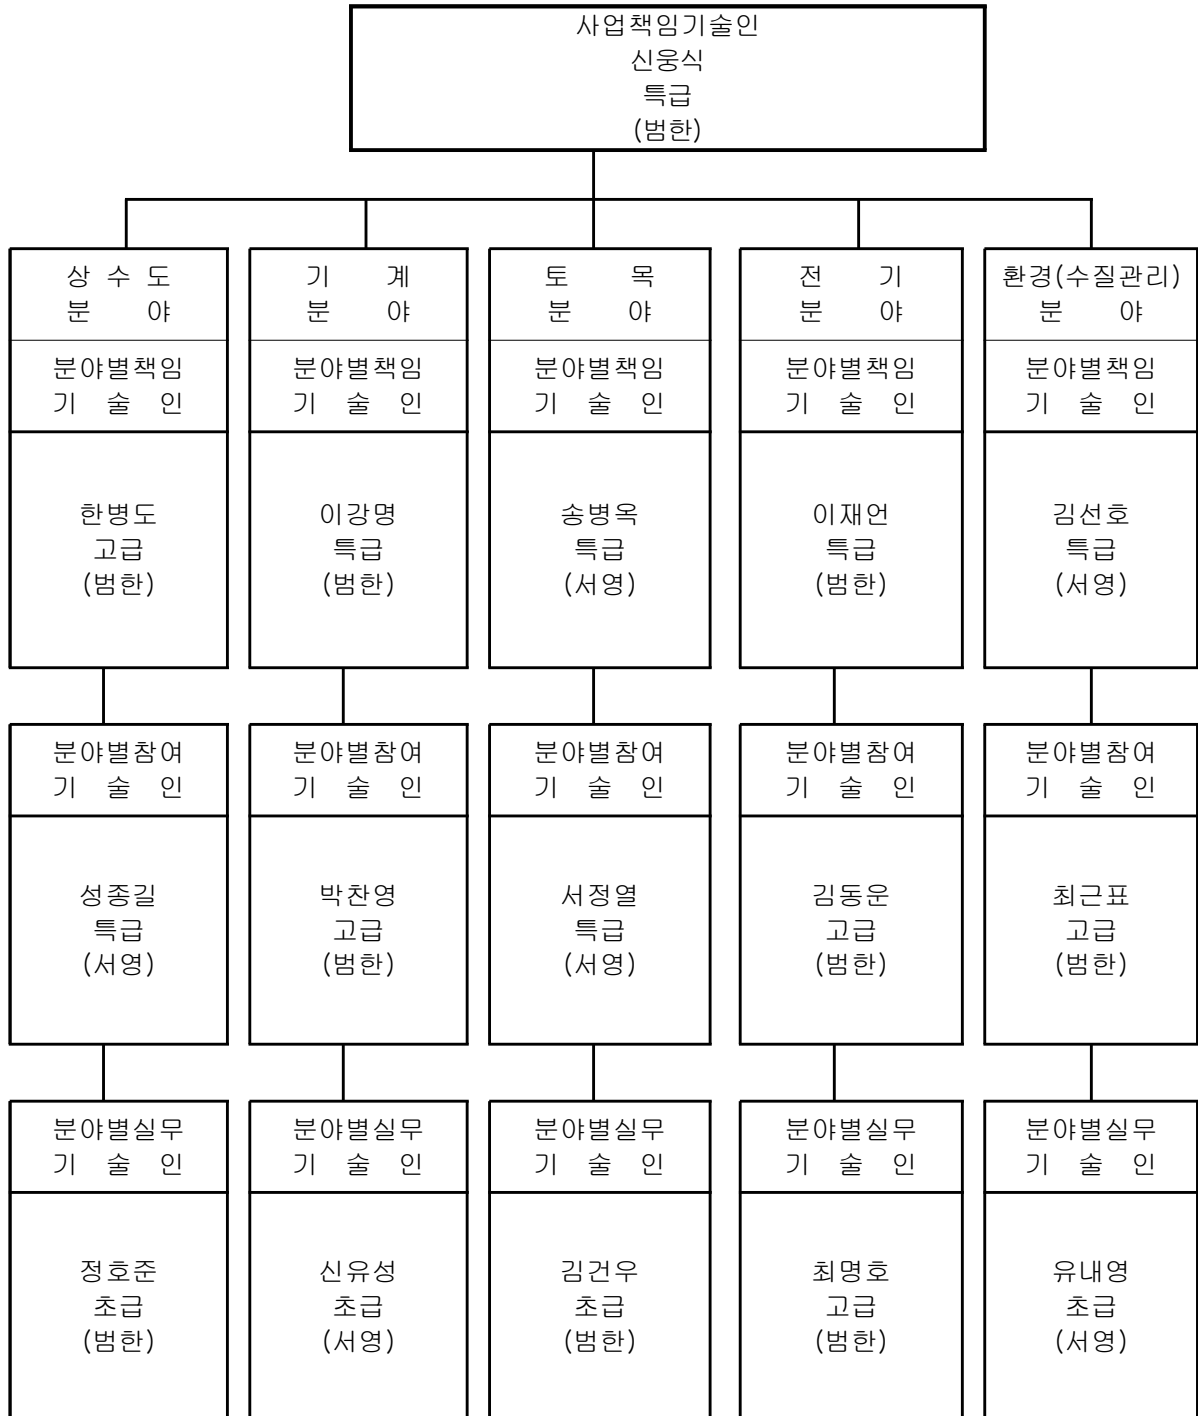 사업책임기술인
신웅식
특급
(범한)
상 수 도
분 야
분야별책임
기 술 인
한병도
고급
(범한)
기 계
분 야
분야별책임
기 술 인
이강명
특급
(범한)
토 목
분 야
분야별책임
기 술 인
송병옥
특급
(서영)
전 기
분 야
분야별책임
기 술 인
이재언
특급
(범한)
환경(수질관리)
분 야
분야별책임
기 술 인
김선호
특급
(서영)
분야별참여
기 술 인
성종길
특급
(서영)
분야별참여
기 술 인
박찬영
고급
(범한)
분야별참여
기 술 인
서정열
특급
(서영)
분야별참여
기 술 인
김동운
고급
(범한)
분야별참여
기 술 인
최근표
고급
(범한)
분야별실무
기 술 인
정호준
초급
(범한)
분야별실무
기 술 인
신유성
초급
(서영)
분야별실무
기 술 인
김건우
초급
(범한)
분야별실무
기 술 인
최명호
고급
(범한)
분야별실무
기 술 인
유내영
초급
(서영)